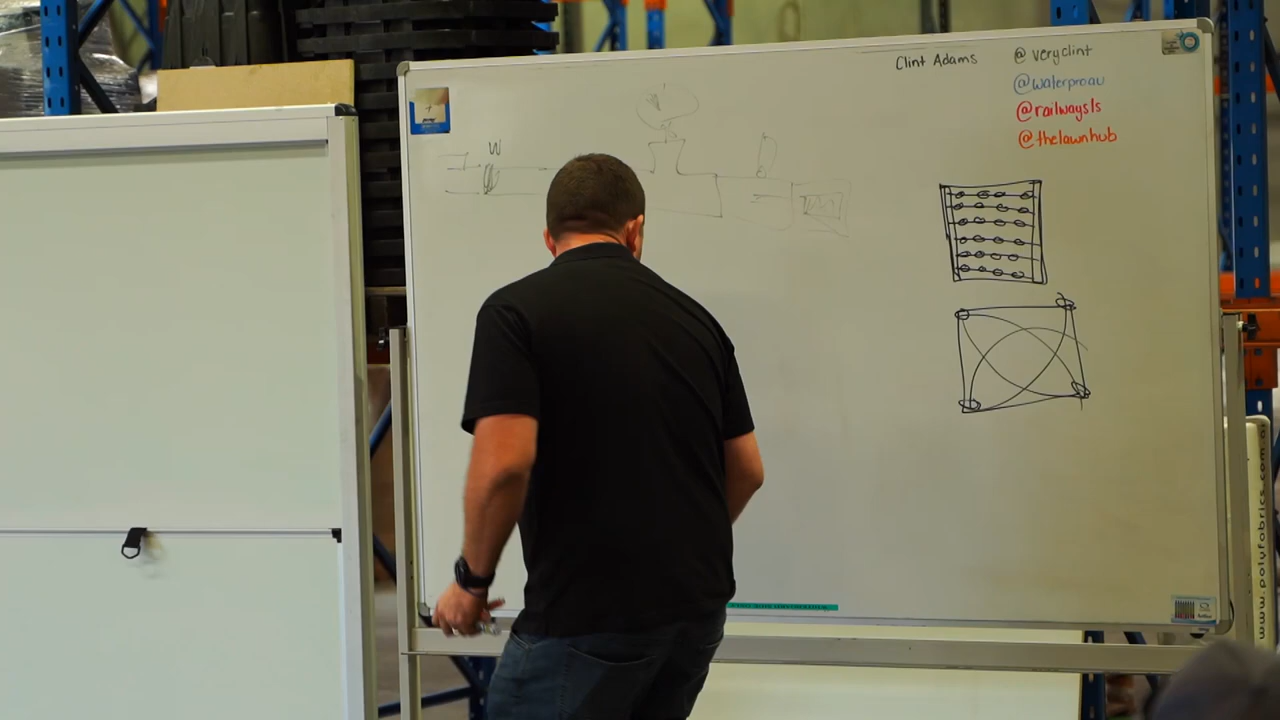 Clint Adams @veryclint
@waterproau
@railwaysls
@thelawnhub
W
www.polyfabrics.com.a